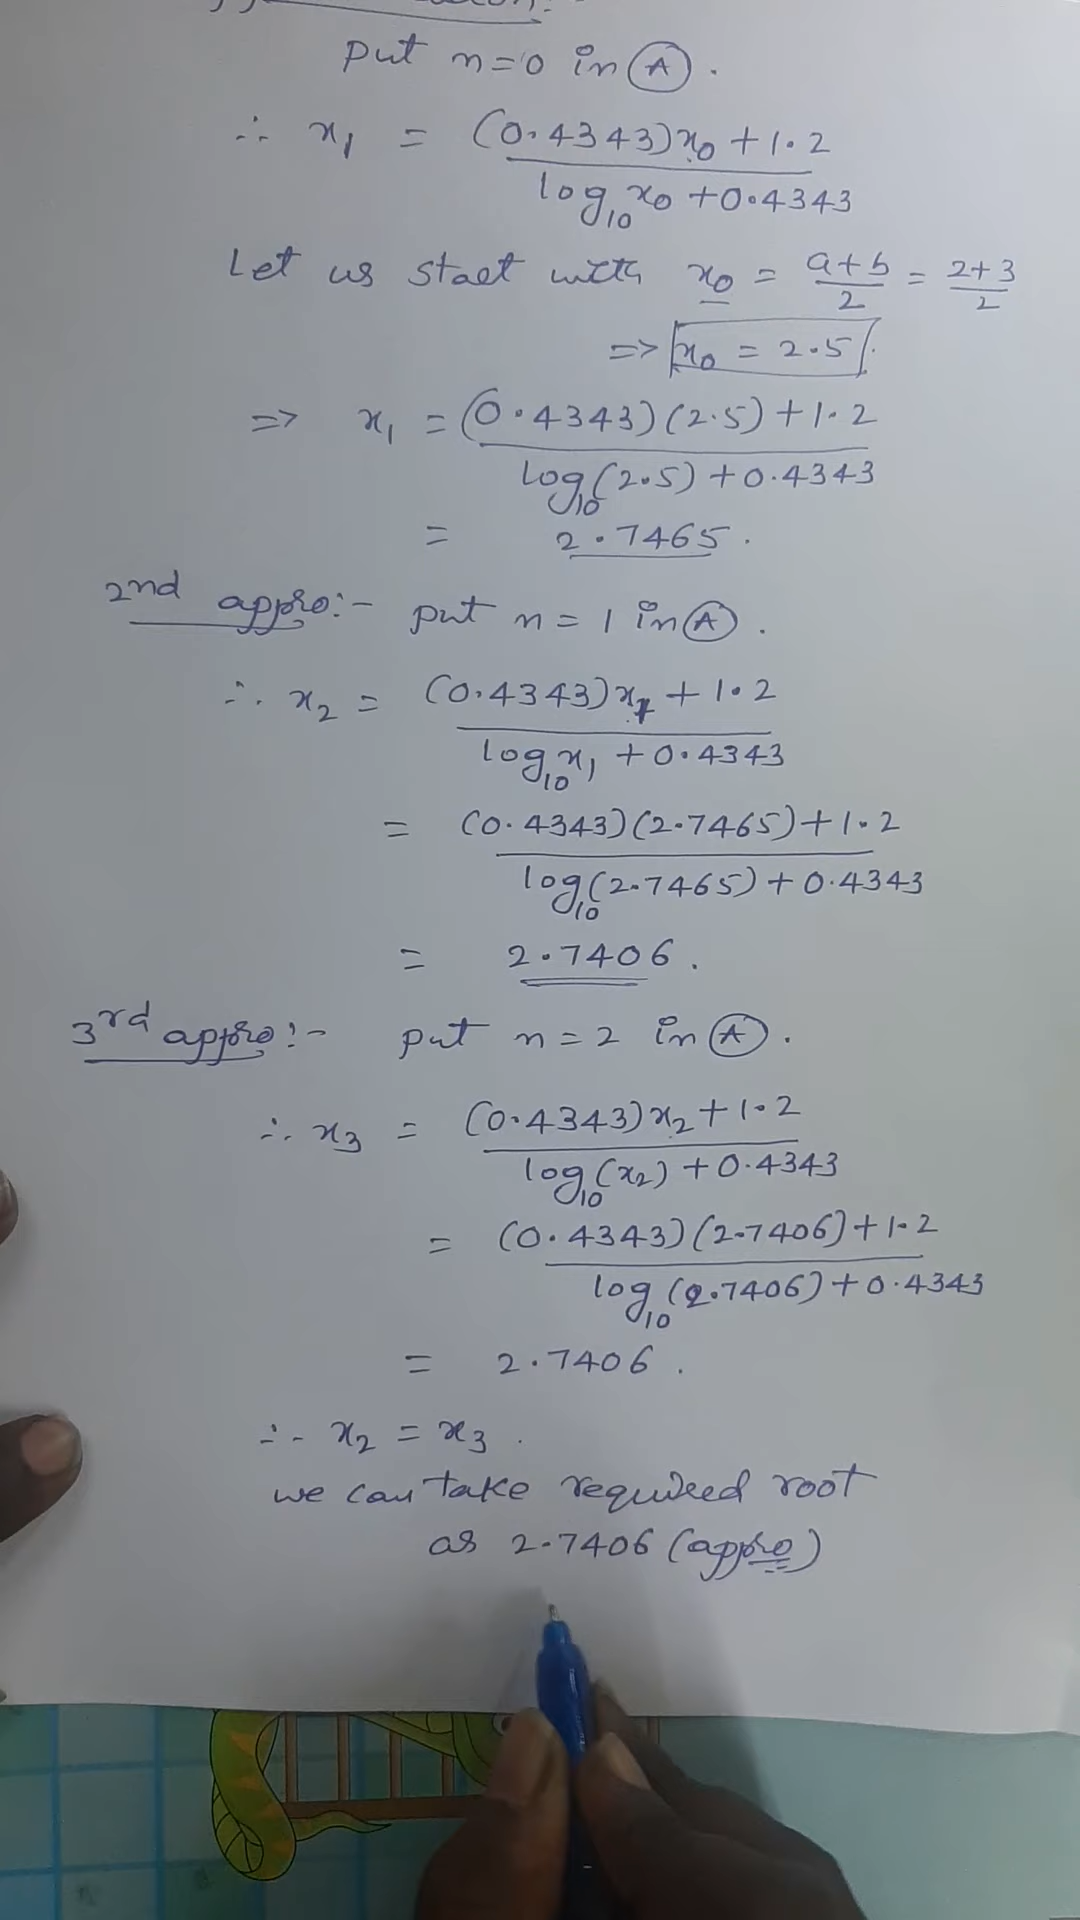 Put n=0 in (A).
∴ x₁ = (0.4343)x₀+1.2
log₁₀x₀+0.4343
Let us start with x₀ = a+b/2 = 2+3/2
=> x₀ = 2.5
=> x₁ = (0.4343)(2.5)+1.2
log₁₀(2.5)+0.4343
= 2.7465.
2nd appro:- put n=1 in (A).
∴ x₂ = (0.4343)x₁+1.2
log₁₀x₁+0.4343
= (0.4343)(2.7465)+1.2
log₁₀(2.7465)+0.4343
= 2.7406.
3rd appro:- put n=2 in (A).
∴ x₃ = (0.4343)x₂+1.2
log₁₀(x₂)+0.4343
= (0.4343)(2.7406)+1.2
log₁₀(2.7406)+0.4343
= 2.7406.
∴ x₂ = x₃.
we can take required root
as 2.7406 (appro)